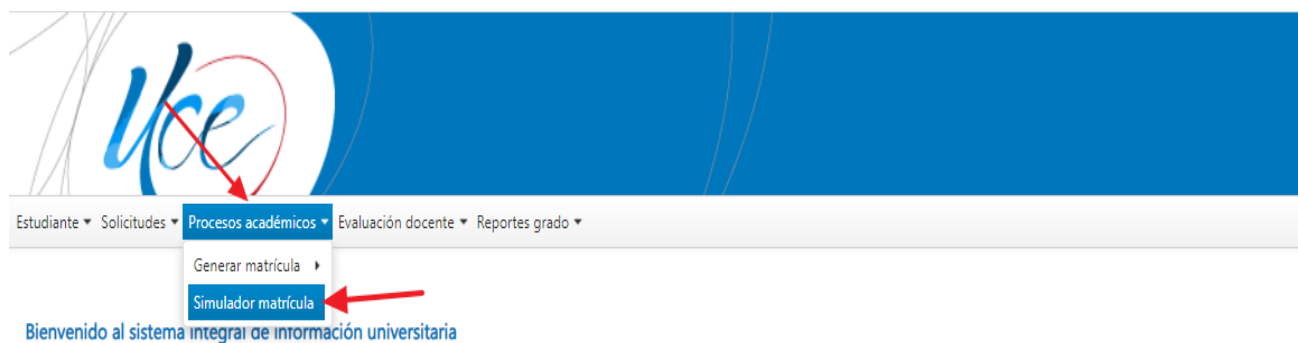 Uce
Estudiante Solicitudes Procesos académicos Evaluación docente Reportes grado
Generar matrícula
Simulador matrícula
Bienvenido al sistema integral de información universitaria